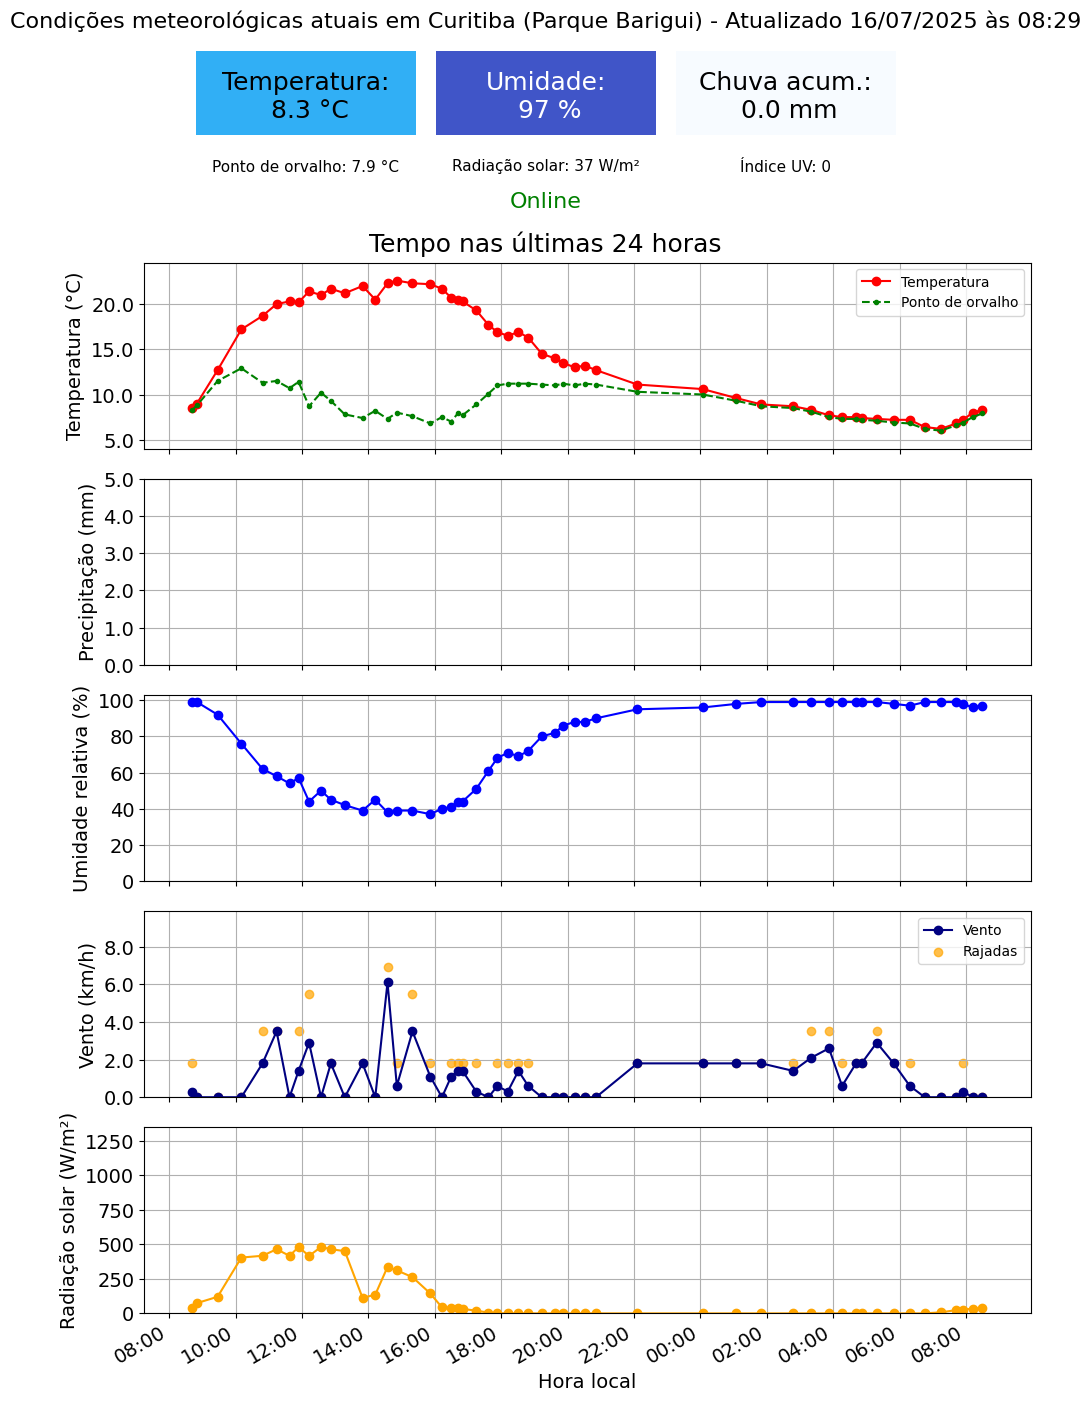 Condições meteorológicas atuais em Curitiba (Parque Barigui) - Atualizado 16/07/2025 às 08:29
Temperatura:
8.3 °C
Umidade:
97 %
Chuva acum.:
0.0 mm
Ponto de orvalho: 7.9 °C
Radiação solar: 37 W/m²
Índice UV: 0
Online
Tempo nas últimas 24 horas
Temperatura (°C)
20.0
15.0
10.0
5.0
Temperatura
Ponto de orvalho
Precipitação (mm)
5.0
4.0
3.0
2.0
1.0
0.0
Umidade relativa (%)
100
80
60
40
20
0
Vento (km/h)
8.0
6.0
4.0
2.0
0.0
Vento
Rajadas
Radiação solar (W/m²)
1250
1000
750
500
250
0
08:00
10:00
12:00
14:00
16:00
18:00
20:00
22:00
00:00
02:00
04:00
06:00
08:00
Hora local